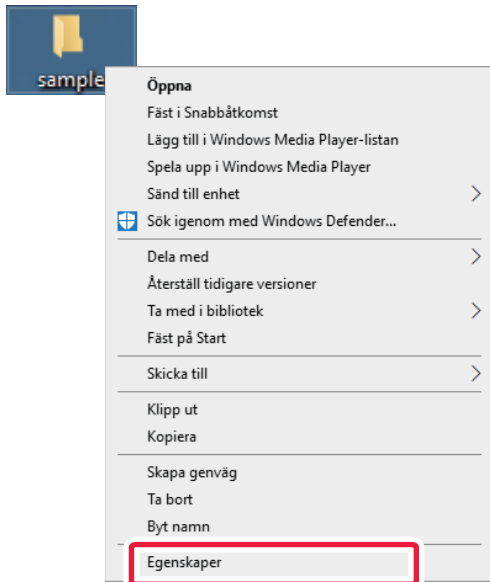 sample
Öppna
Fäst i Snabbåtkomst
Lägg till i Windows Media Player-listan
Spela upp i Windows Media Player
Sänd till enhet
Sök igenom med Windows Defender...
Dela med
Återställ tidigare versioner
Ta med i bibliotek
Fäst på Start
Skicka till
Klipp ut
Kopiera
Skapa genväg
Ta bort
Byt namn
Egenskaper